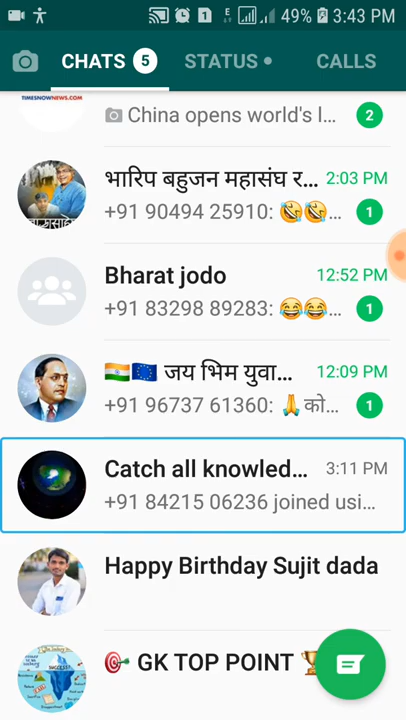 49% 3:43 PM
CHATS 5 STATUS CALLS
TIMESNOWNEWS.COM
China opens world's l... 2
भारिप बहुजन महासंघ र... 2:03 PM
+91 90494 25910: 🤣🤣... 1
Bharat jodo 12:52 PM
+91 83298 89283: 😂😂... 1
🇮🇳🇪🇺 जय भिम युवा... 12:09 PM
+91 96737 61360: 🙏को... 1
Catch all knowled... 3:11 PM
+91 84215 06236 joined usi...
Happy Birthday Sujit dada
🎯 GK TOP POINT 🏆